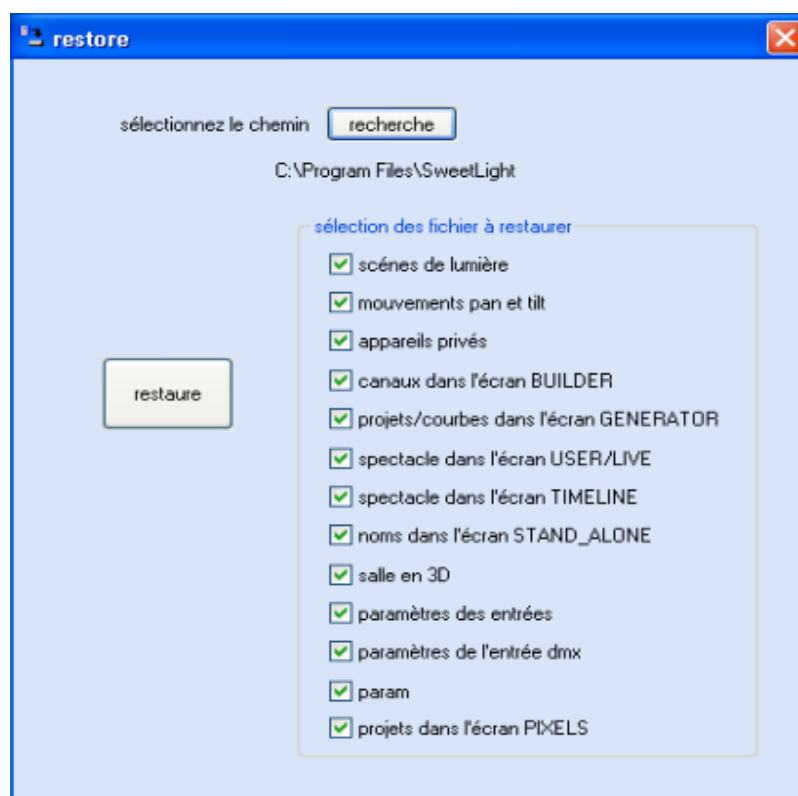 restore
sélectionnez le chemin recherche
C:\Program Files\SweetLight
sélection des fichier à restaurer
scénes de lumière
mouvements pan et tilt
appareils privés
restaure
canaux dans l'écran BUILDER
projets/courbes dans l'écran GENERATOR
spectacle dans l'écran USER/LIVE
spectacle dans l'écran TIMELINE
noms dans l'écran STAND_ALONE
salle en 3D
paramètres des entrées
paramètres de l'entrée dmx
param
projets dans l'écran PIXELS